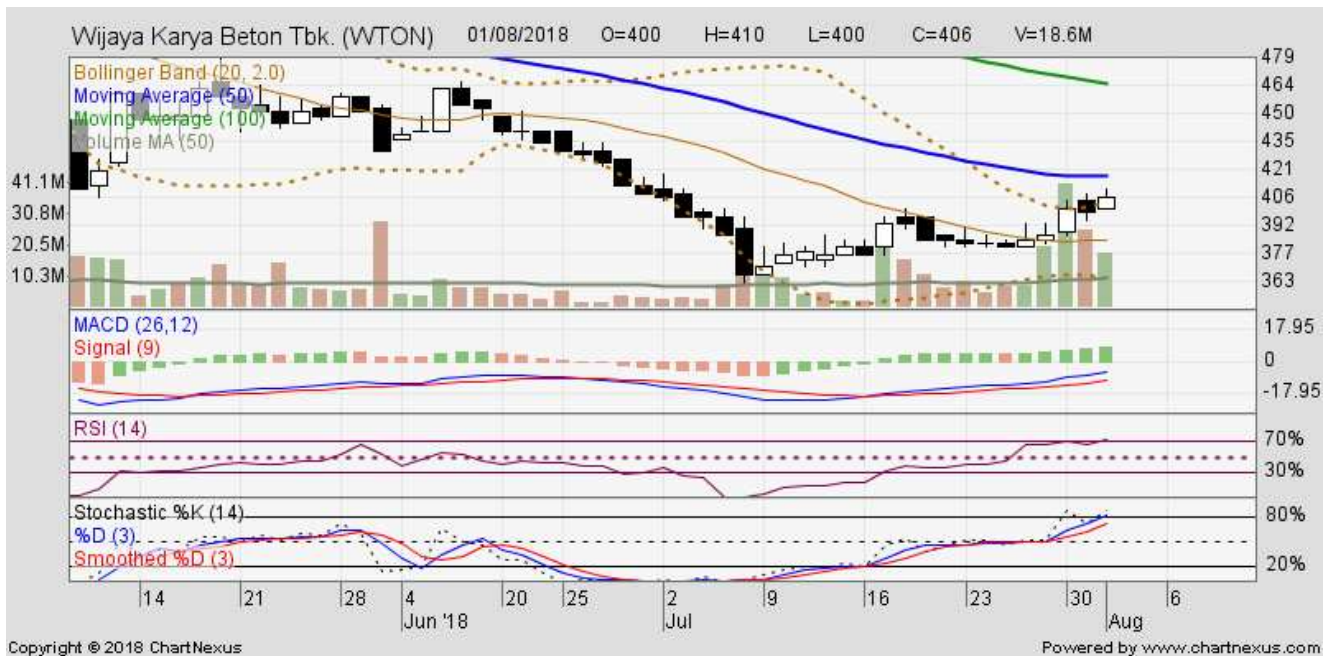 Wijaya Karya Beton Tbk. (WTON) 01/08/2018 O=400 H=410 L=400 C=406 V=18.6M
Bollinger Band (20, 2.0)
Moving Average (50)
Moving Average (100)
Volume MA (50)
479
464
450
435
421
406
392
377
363
41.1M
30.8M
20.5M
10.3M
MACD (26,12)
Signal (9)
17.95
0
-17.95
RSI (14)
70%
30%
Stochastic %K (14)
%D (3)
Smoothed %D (3)
80%
20%
14 21 28 4 20 25 2 9 16 23 30 6
Jun '18 Jul Aug
Copyright © 2018 ChartNexus Powered by www.chartnexus.com